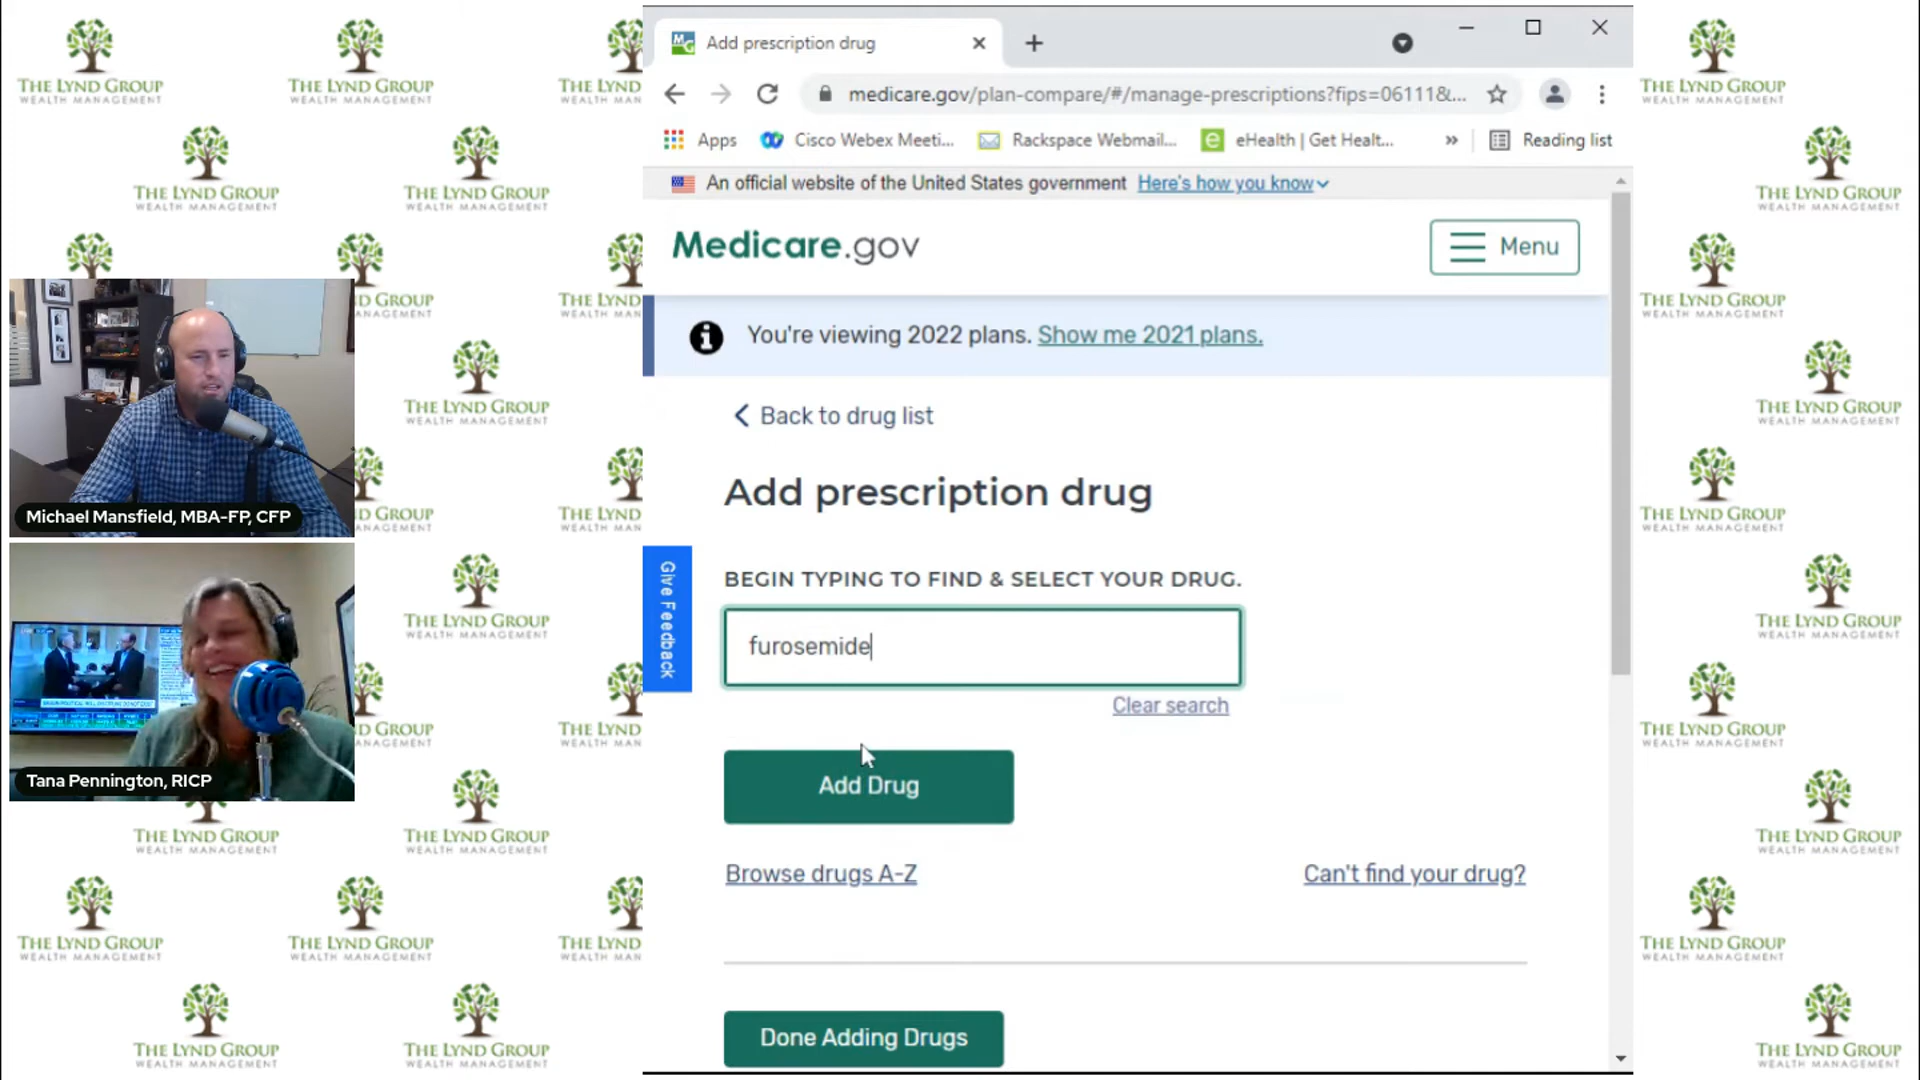 THE LYND GROUP
WEALTH MANAGEMENT
Michael Mansfield, MBA-FP, CFP
Tana Pennington, RICP
Add prescription drug
medicare.gov/plan-compare/#/manage-prescriptions?fips=06111&...
Apps
Cisco Webex Meeti...
Rackspace Webmail...
eHealth | Get Healt...
»
Reading list
An official website of the United States government Here's how you know
Medicare.gov
Menu
You're viewing 2022 plans. Show me 2021 plans.
Back to drug list
Add prescription drug
Give Feedback
BEGIN TYPING TO FIND & SELECT YOUR DRUG.
furosemide
Clear search
Add Drug
Browse drugs A-Z
Can't find your drug?
Done Adding Drugs